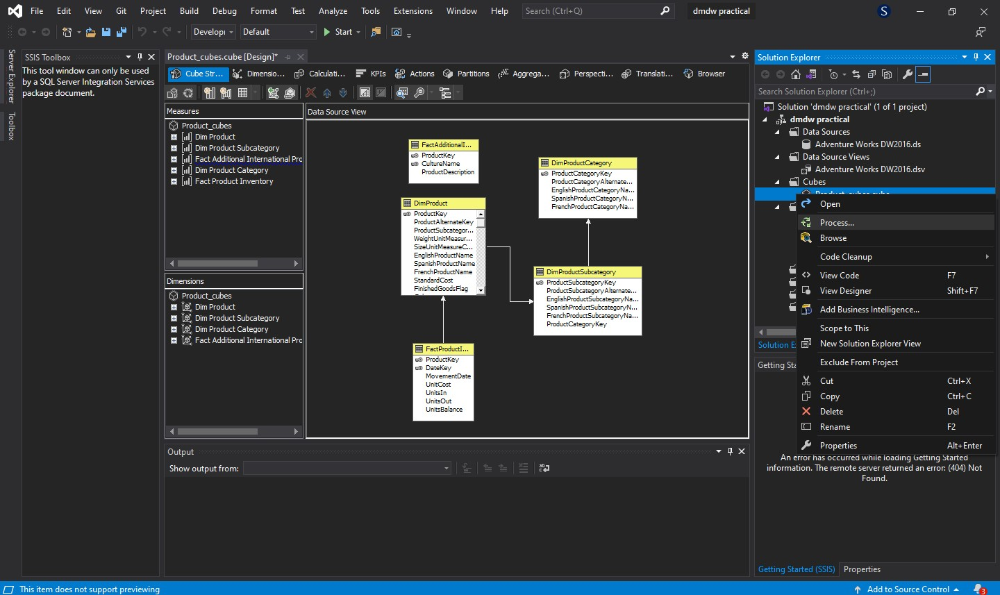 File Edit View Git Project Build Debug Format Test Analyze Tools Extensions Window Help Search (Ctrl+Q) dmdw practical S
Developi Default Start
Server Explorer
Toolbox
SSIS Toolbox
This tool window can only be used
by a SQL Server Integration Services
package document.
Product_cubes.cube [Design]*
Cube Str... Dimensio... Calculati... KPIs Actions Partitions Aggrega... Perspecti... Translati... Browser
Measures
Product_cubes
Dim Product
Dim Product Subcategory
Fact Additional International Prc
Dim Product Category
Fact Product Inventory
Dimensions
Product_cubes
Dim Product
Dim Product Subcategory
Dim Product Category
Fact Additional International Prc
Data Source View
FactAdditionalI...
ProductKey
CultureName
ProductDescription
DimProduct
ProductKey
ProductAlternateKey
ProductSubcategor...
WeightUnitMeasur...
SizeUnitMeasureC...
EnglishProductName
SpanishProductName
FrenchProductName
StandardCost
FinishedGoodsFlag
FactProductI...
ProductKey
DateKey
MovementDate
UnitCost
UnitsIn
UnitsOut
UnitsBalance
DimProductCategory
ProductCategoryKey
ProductCategoryAlternate...
EnglishProductCategoryNa...
SpanishProductCategoryN...
FrenchProductCategoryNa...
DimProductSubcategory
ProductSubcategoryKey
ProductSubcategoryAlternate...
EnglishProductSubcategoryNa...
SpanishProductSubcategoryN...
FrenchProductSubcategoryNa...
ProductCategoryKey
Output
Show output from:
Solution Explorer
Search Solution Explorer (Ctrl+;)
Solution 'dmdw practical' (1 of 1 project)
dmdw practical
Data Sources
Adventure Works DW2016.ds
Data Source Views
Adventure Works DW2016.dsv
Cubes
Product_cubes.cube
Open
Process...
Browse
Code Cleanup
View Code F7
View Designer Shift+F7
Add Business Intelligence...
Scope to This
New Solution Explorer View
Exclude From Project
Cut Ctrl+X
Copy Ctrl+C
Delete Del
Rename F2
Properties Alt+Enter
Solution E
Getting Sta
An error has occurred while loading Getting Started
information. The remote server returned an error: (404) Not
Found.
Getting Started (SSIS) Properties
This item does not support previewing
Add to Source Control 3